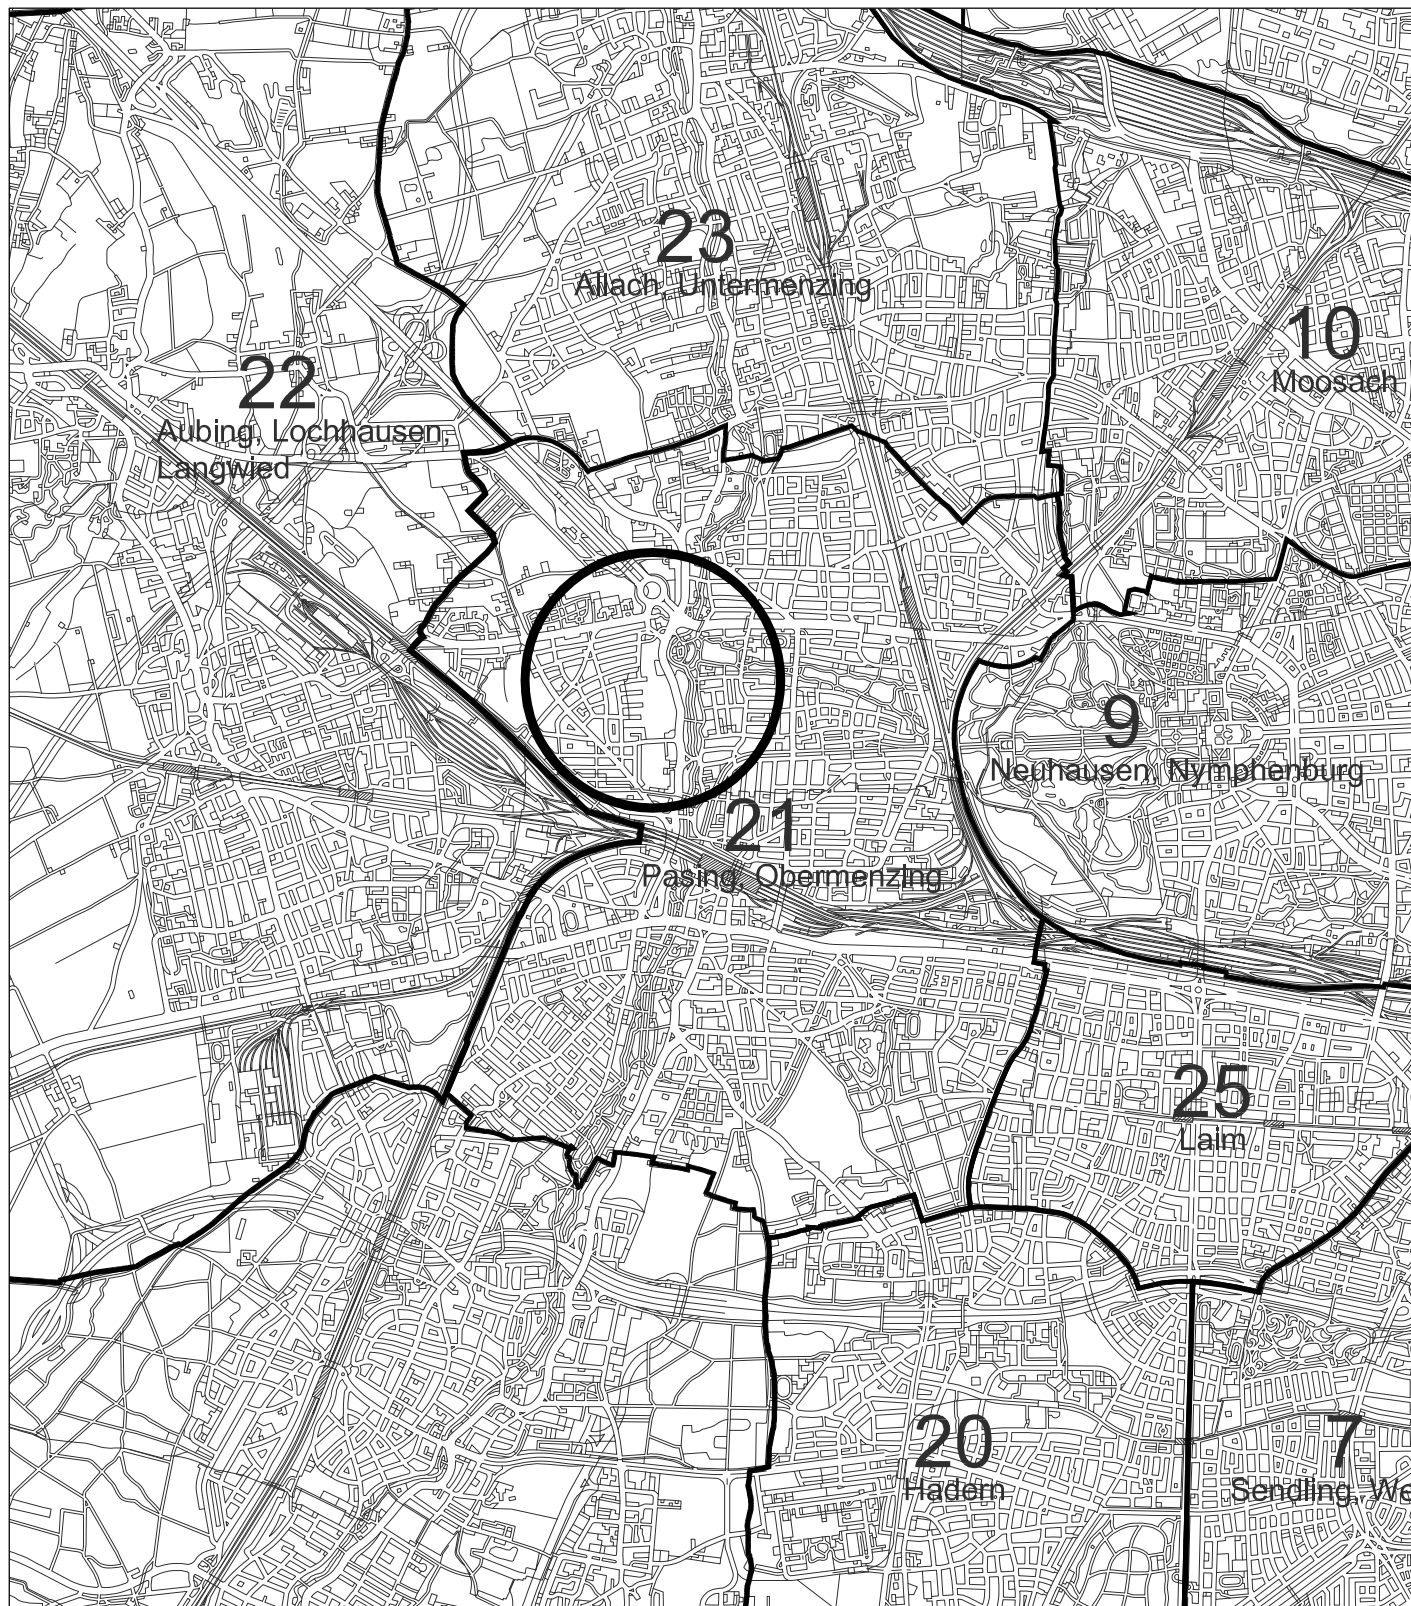 23
Allach, Untermenzing
10
Moosach
22
Aubing, Lochhausen,
Langwied
9
Neuhausen, Nymphenburg
21
Pasing, Obermenzing
25
Laim
20
Hadern
7
Sendling, We